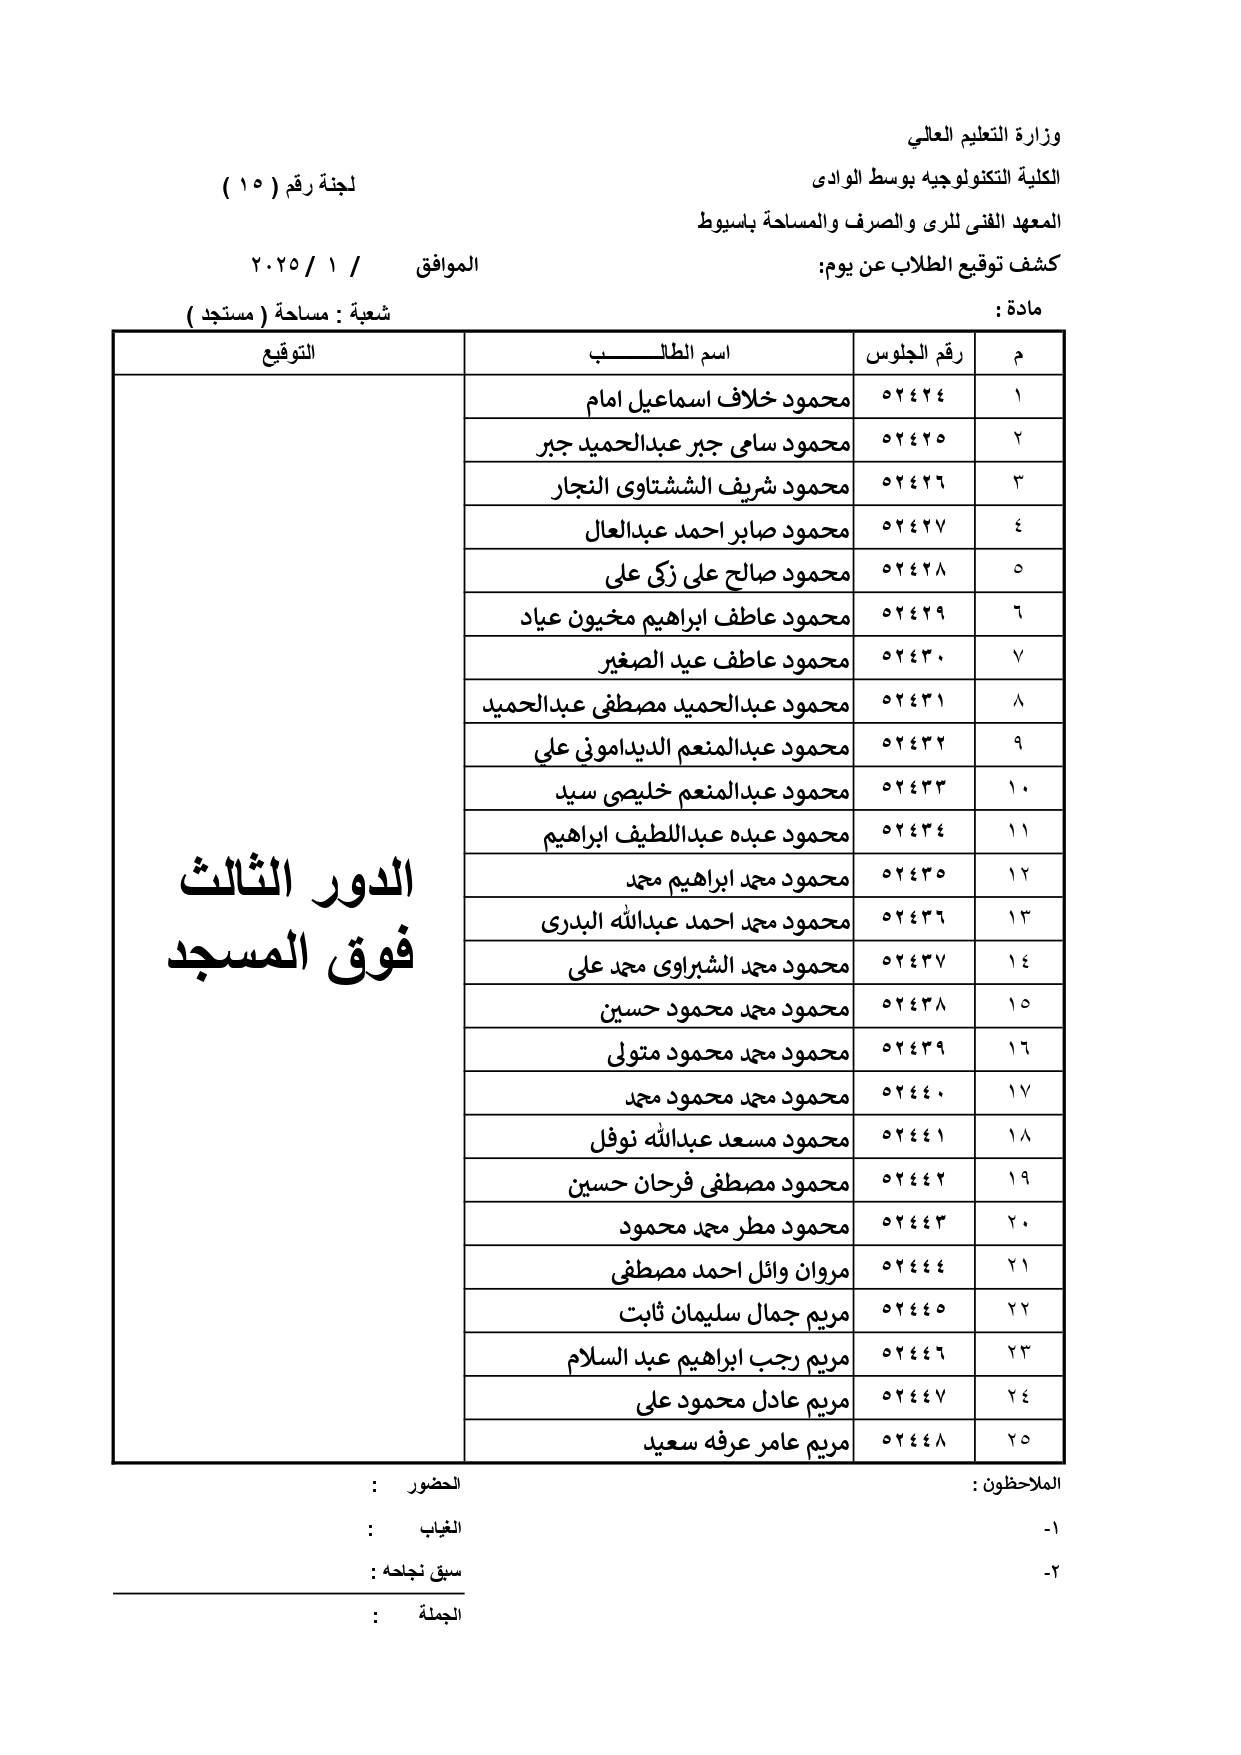 وزارة التعليم العالي
الكلية التكنولوجيه بوسط الوادى
لجنة رقم ( ١٥ )
المعهد الفنى للرى والصرف والمساحة باسيوط
كشف توقيع الطلاب عن يوم: الموافق / ١ / ٢٠٢٥
مادة :
شعبة : مساحة ( مستجد )
م رقم الجلوس اسم الطالـــــــــب التوقيع
١ ٥٢٤٢٤ محمود خلاف اسماعيل امام
٢ ٥٢٤٢٥ محمود سامى جبر عبدالحميد جبر
٣ ٥٢٤٢٦ محمود شريف الششتاوى النجار
٤ ٥٢٤٢٧ محمود صابر احمد عبدالعال
٥ ٥٢٤٢٨ محمود صالح على زكى على
٦ ٥٢٤٢٩ محمود عاطف ابراهيم مخيون عياد
٧ ٥٢٤٣٠ محمود عاطف عيد الصغير
٨ ٥٢٤٣١ محمود عبدالحميد مصطفى عبدالحميد
٩ ٥٢٤٣٢ محمود عبدالمنعم الديداموني علي
١٠ ٥٢٤٣٣ محمود عبدالمنعم خليصى سيد
١١ ٥٢٤٣٤ محمود عبده عبداللطيف ابراهيم
١٢ ٥٢٤٣٥ محمود محمد ابراهيم محمد
١٣ ٥٢٤٣٦ محمود محمد احمد عبدالله البدرى
١٤ ٥٢٤٣٧ محمود محمد الشبراوى محمد على
١٥ ٥٢٤٣٨ محمود محمد محمود حسين
١٦ ٥٢٤٣٩ محمود محمد محمود متولى
١٧ ٥٢٤٤٠ محمود محمد محمود محمد
١٨ ٥٢٤٤١ محمود مسعد عبدالله نوفل
١٩ ٥٢٤٤٢ محمود مصطفى فرحان حسين
٢٠ ٥٢٤٤٣ محمود مطر محمد محمود
٢١ ٥٢٤٤٤ مروان وائل احمد مصطفى
٢٢ ٥٢٤٤٥ مريم جمال سليمان ثابت
٢٣ ٥٢٤٤٦ مريم رجب ابراهيم عبد السلام
٢٤ ٥٢٤٤٧ مريم عادل محمود على
٢٥ ٥٢٤٤٨ مريم عامر عرفه سعيد
الدور الثالث
فوق المسجد
الملاحظون : الحضور :
١- الغياب :
٢- سبق نجاحه :
الجملة :